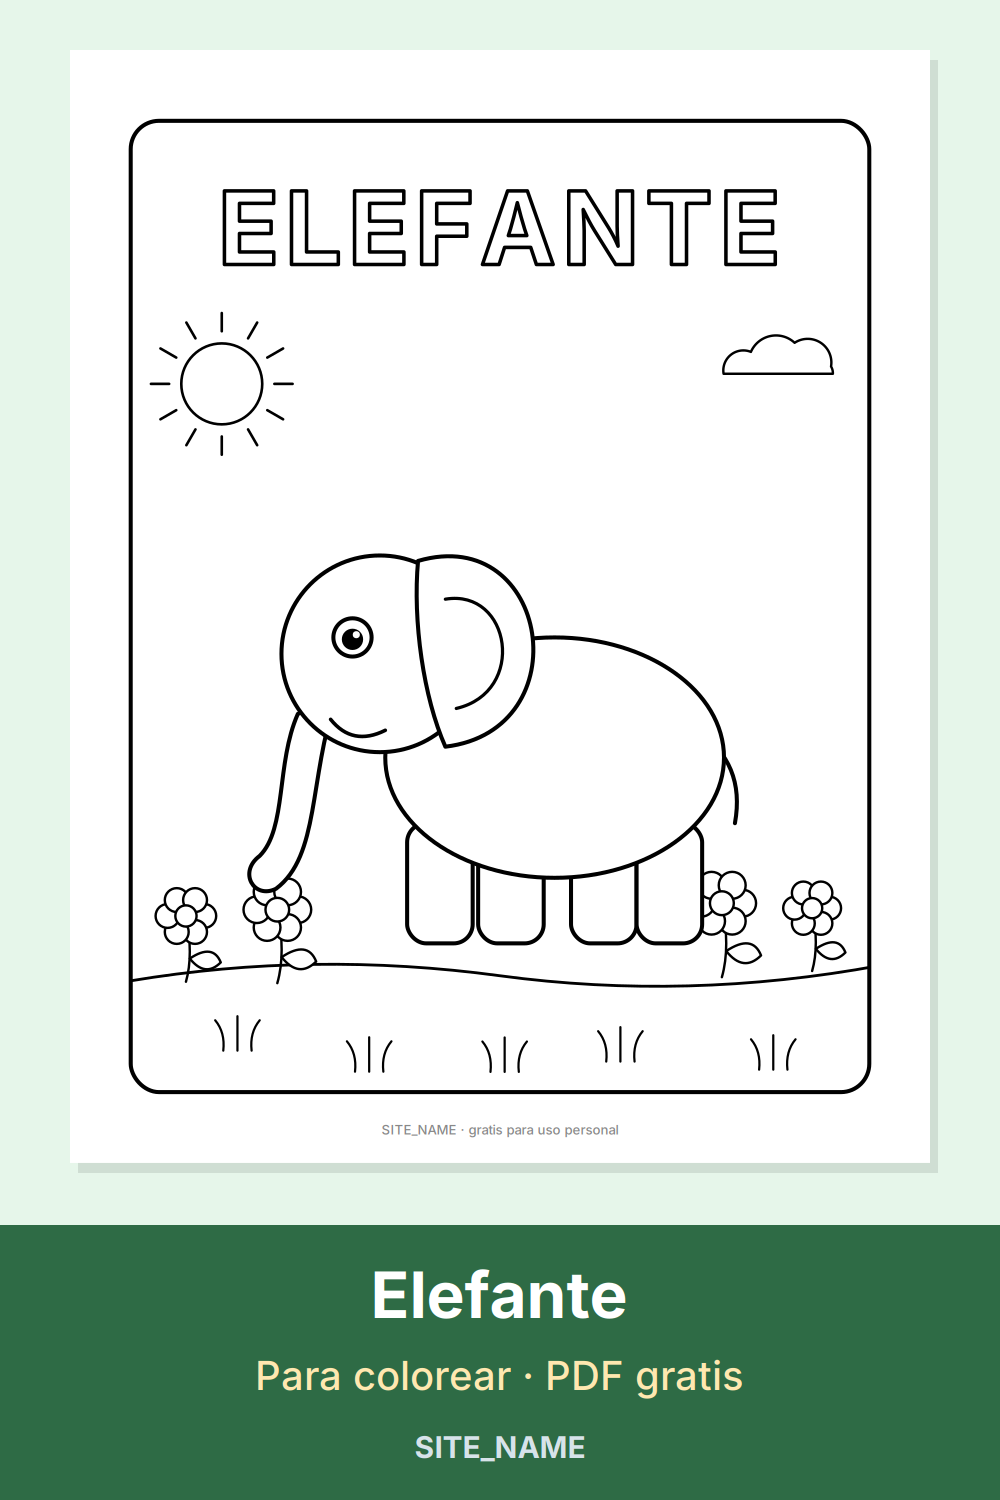 ELEFANTE
SITE_NAME · gratis para uso personal
Elefante
Para colorear · PDF gratis
SITE_NAME